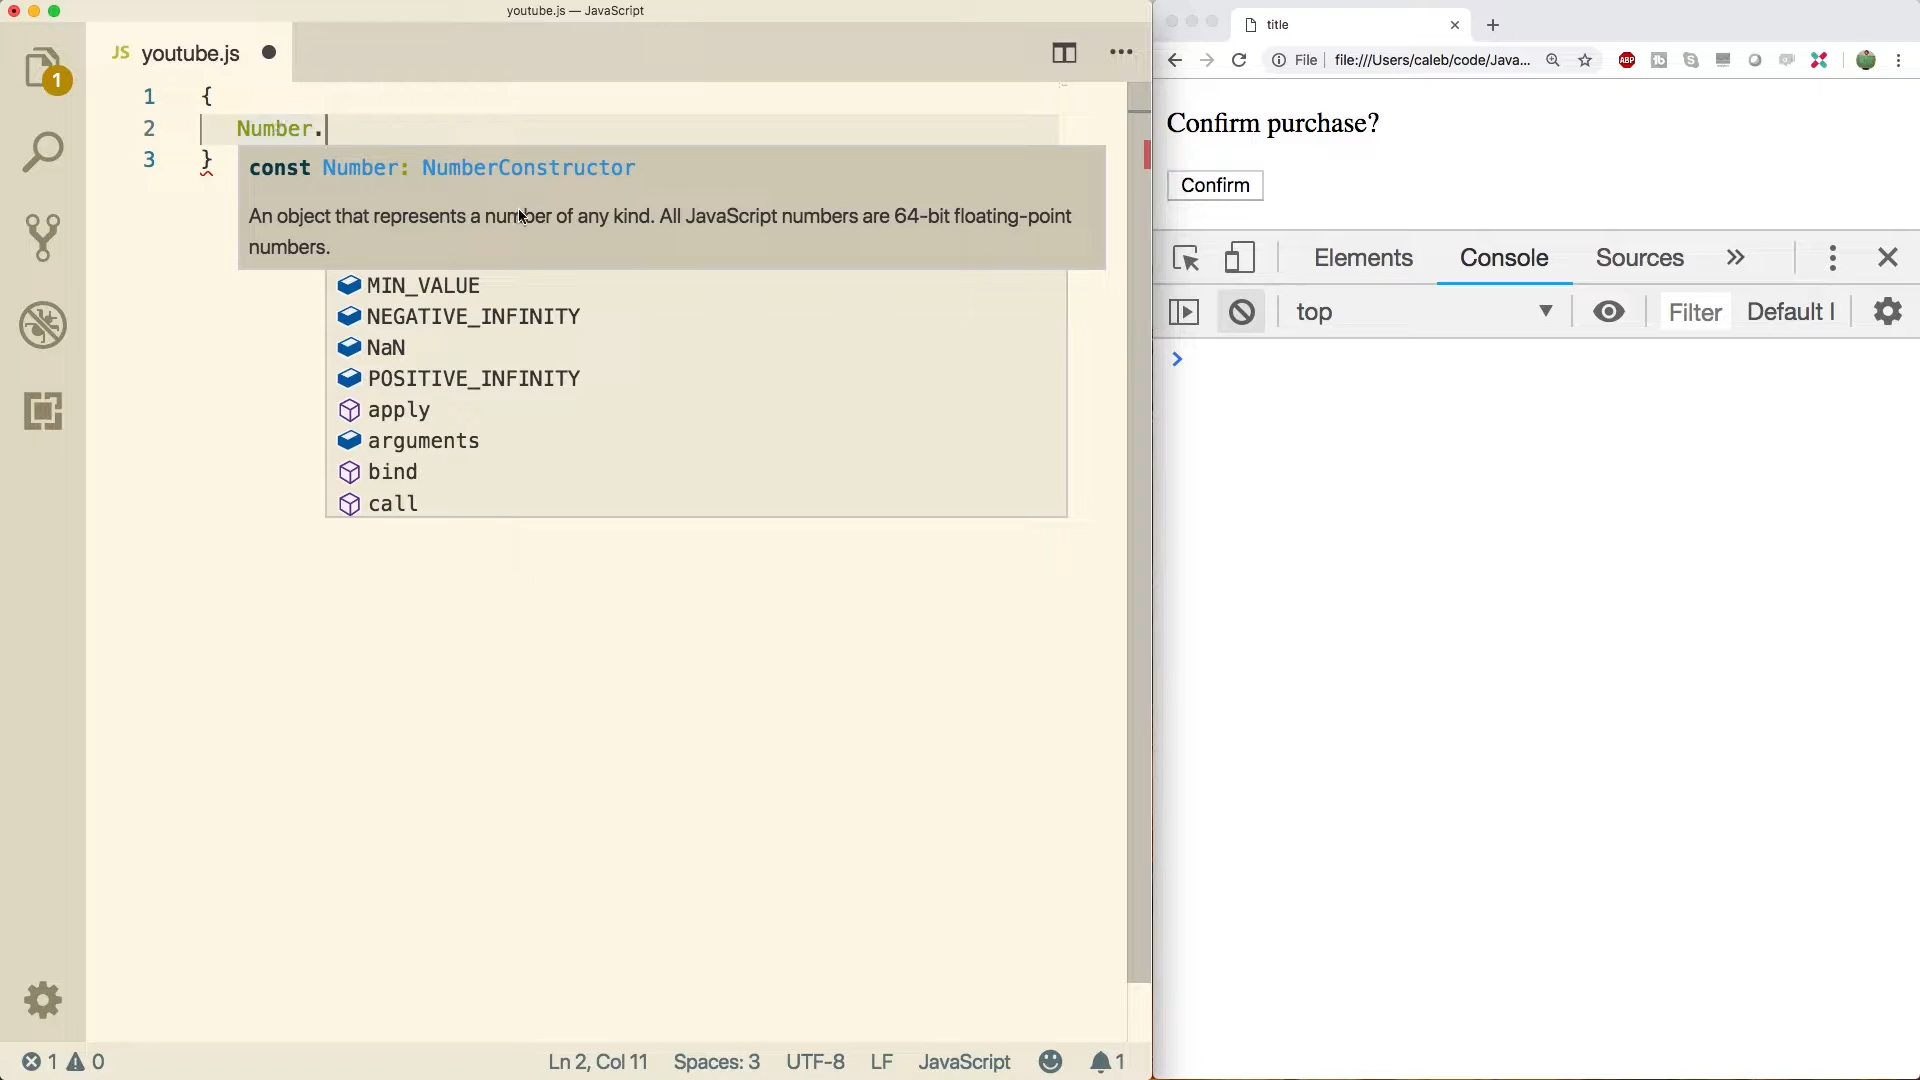 youtube.js — JavaScript
JS youtube.js
1
1 {
2 Number.
3 }
const Number: NumberConstructor
An object that represents a number of any kind. All JavaScript numbers are 64-bit floating-point
numbers.
MIN_VALUE
NEGATIVE_INFINITY
NaN
POSITIVE_INFINITY
apply
arguments
bind
call
1 0
Ln 2, Col 11 Spaces: 3 UTF-8 LF JavaScript 1
title
File file:///Users/caleb/code/Java...
ABP
Confirm purchase?
Confirm
Elements Console Sources »
top Filter Default l